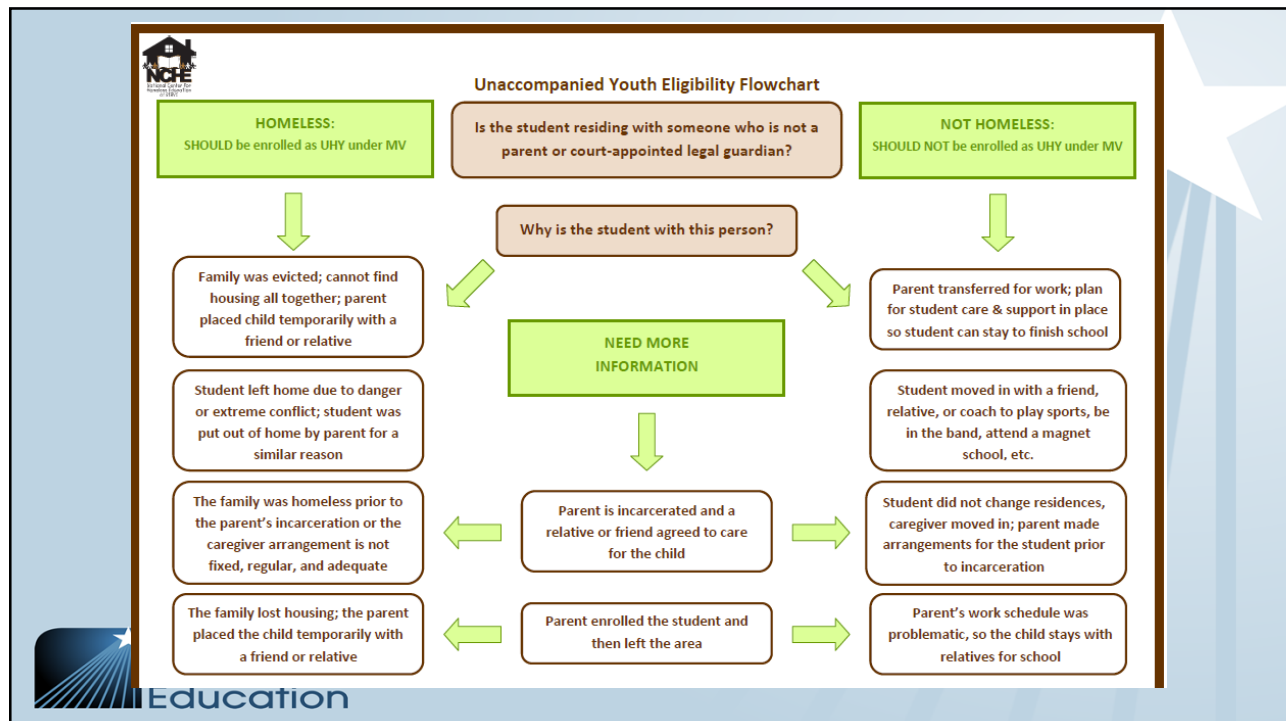 NCHE
National Center for
Homeless Education
Unaccompanied Youth Eligibility Flowchart
HOMELESS:
SHOULD be enrolled as UHY under MV
Is the student residing with someone who is not a
parent or court-appointed legal guardian?
NOT HOMELESS:
SHOULD NOT be enrolled as UHY under MV
Why is the student with this person?
Family was evicted; cannot find
housing all together; parent
placed child temporarily with a
friend or relative
Parent transferred for work; plan
for student care & support in place
so student can stay to finish school
NEED MORE
INFORMATION
Student left home due to danger
or extreme conflict; student was
put out of home by parent for a
similar reason
Student moved in with a friend,
relative, or coach to play sports, be
in the band, attend a magnet
school, etc.
The family was homeless prior to
the parent’s incarceration or the
caregiver arrangement is not
fixed, regular, and adequate
Parent is incarcerated and a
relative or friend agreed to care
for the child
Student did not change residences,
caregiver moved in; parent made
arrangements for the student prior
to incarceration
The family lost housing; the parent
placed the child temporarily with
a friend or relative
Parent enrolled the student and
then left the area
Parent’s work schedule was
problematic, so the child stays with
relatives for school
Education